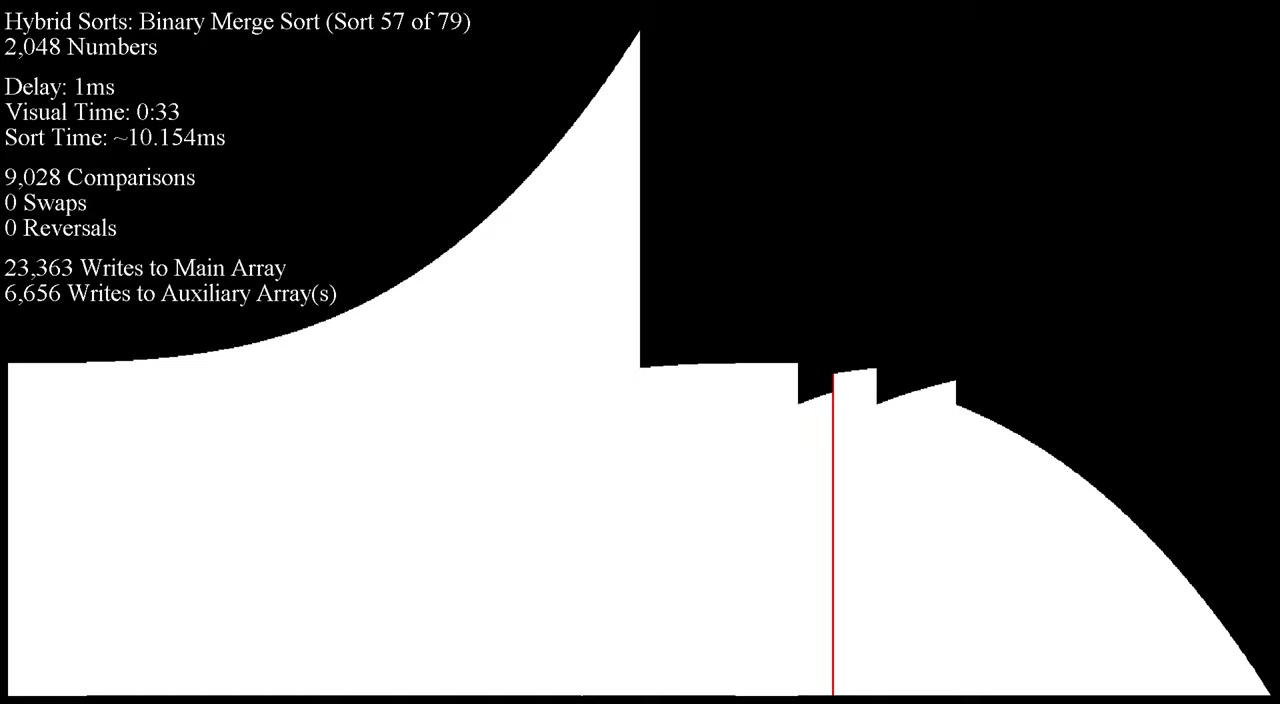 Hybrid Sorts: Binary Merge Sort (Sort 57 of 79)
2,048 Numbers
Delay: 1ms
Visual Time: 0:33
Sort Time: ~10.154ms
9,028 Comparisons
0 Swaps
0 Reversals
23,363 Writes to Main Array
6,656 Writes to Auxiliary Array(s)